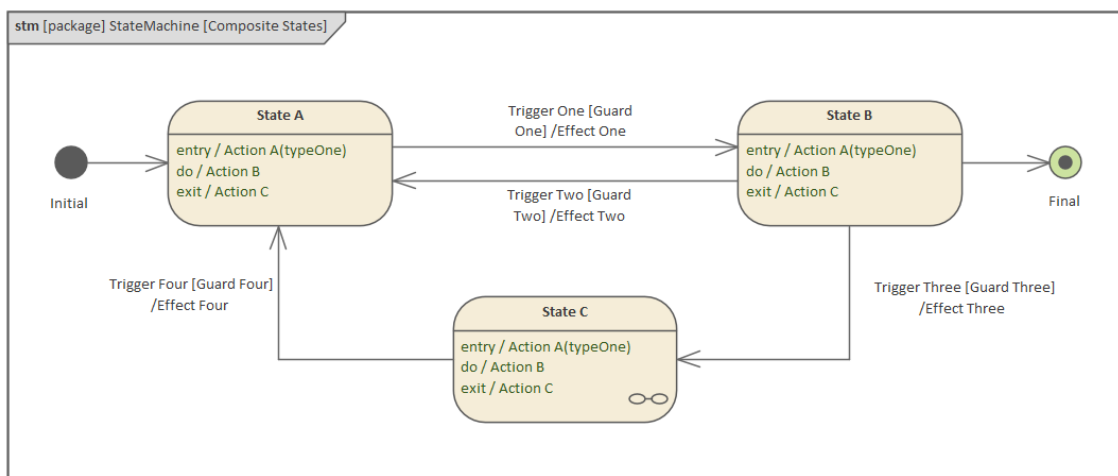 stm [package] StateMachine [Composite States]
State A
entry / Action A(typeOne)
do / Action B
exit / Action C
Trigger One [Guard
One] /Effect One
State B
entry / Action A(typeOne)
do / Action B
exit / Action C
Initial
Trigger Two [Guard
Two] /Effect Two
Final
Trigger Four [Guard Four]
/Effect Four
Trigger Three [Guard Three]
/Effect Three
State C
entry / Action A(typeOne)
do / Action B
exit / Action C